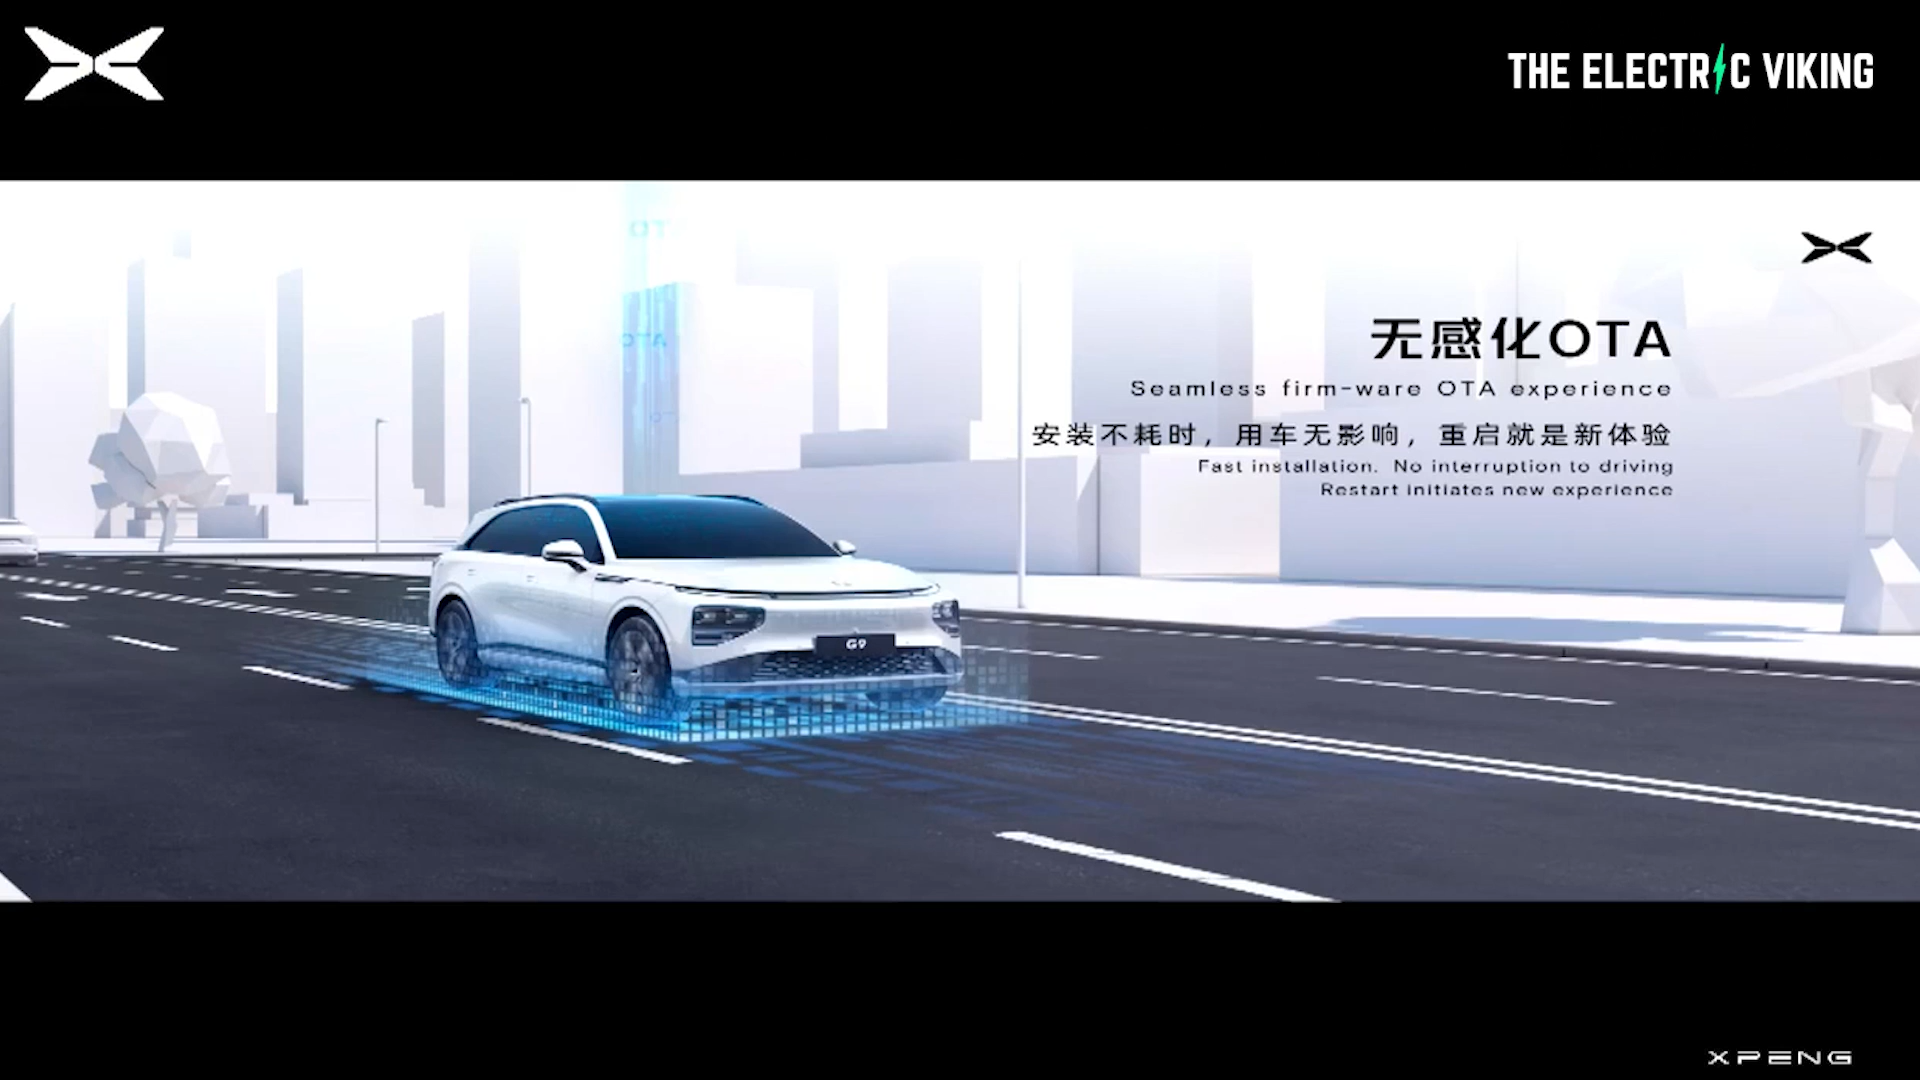 THE ELECTRIC VIKING
无感化OTA
Seamless firm-ware OTA experience
安装不耗时，用车无影响，重启就是新体验
Fast installation. No interruption to driving
Restart initiates new experience
G9
XPENG